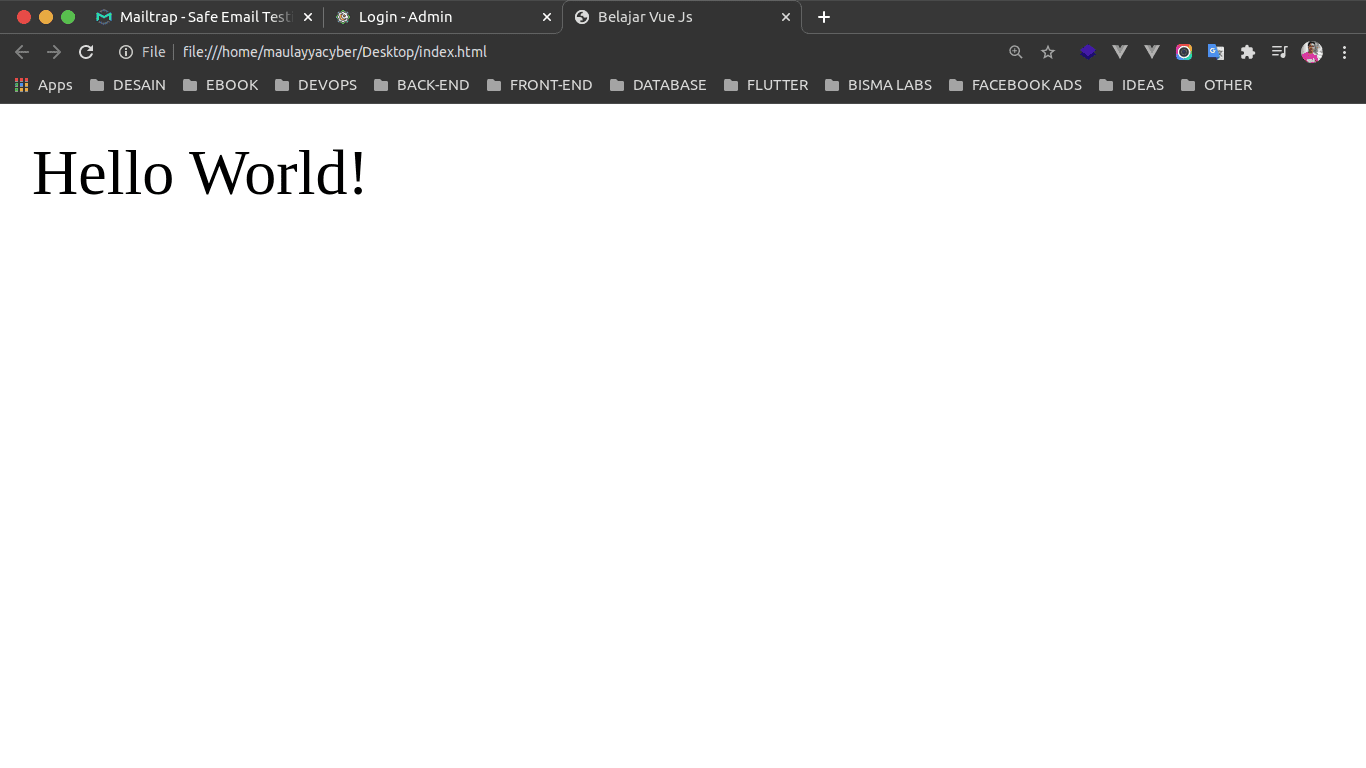 Mailtrap - Safe Email Test
Login - Admin
Belajar Vue Js
File
file:///home/maulayyacyber/Desktop/index.html
Apps DESAIN EBOOK DEVOPS BACK-END FRONT-END DATABASE FLUTTER BISMA LABS FACEBOOK ADS IDEAS OTHER
Hello World!